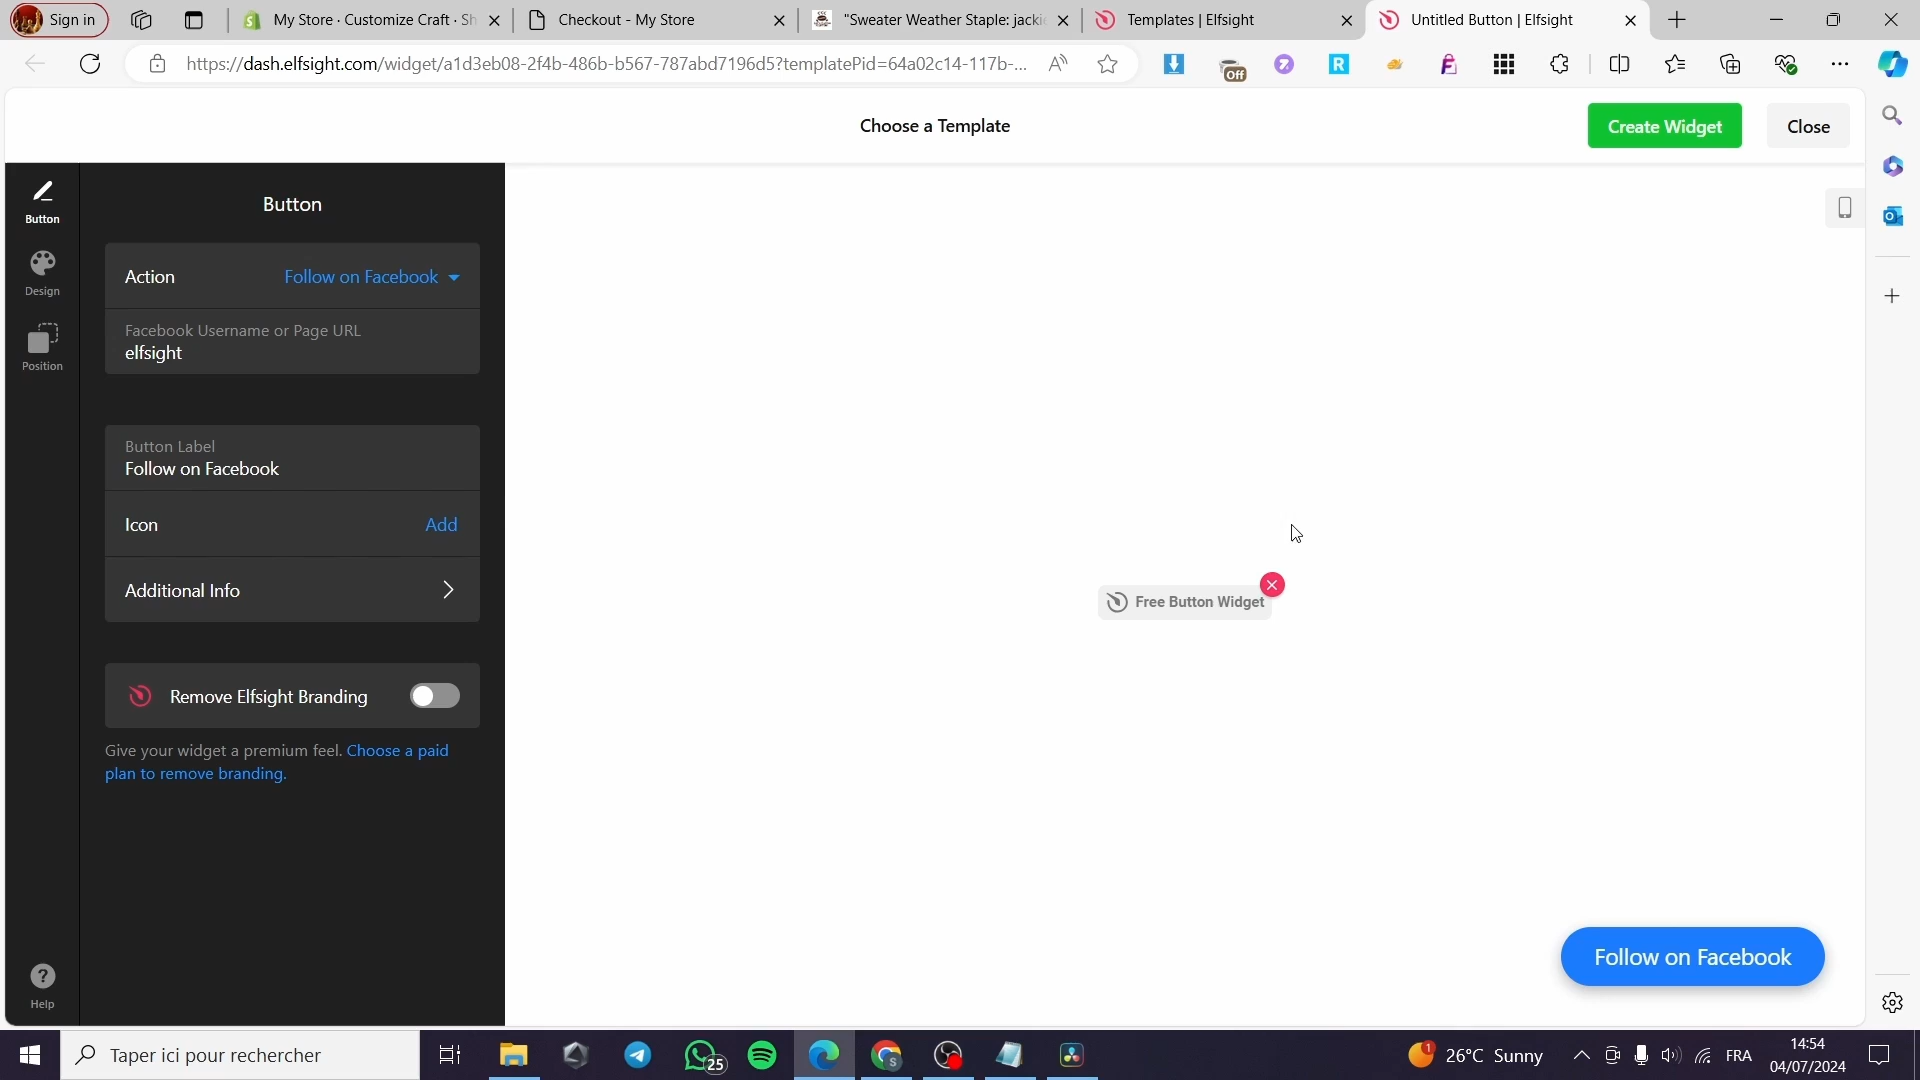 Sign in
My Store · Customize Craft · Sh
Checkout - My Store
"Sweater Weather Staple: jacki
Templates | Elfsight
Untitled Button | Elfsight
https://dash.elfsight.com/widget/a1d3eb08-2f4b-486b-b567-787abd7196d5?templatePid=64a02c14-117b-...
Off
Choose a Template
Create Widget
Close
Button
Design
Position
Help
Button
Action
Follow on Facebook
Facebook Username or Page URL
elfsight
Button Label
Follow on Facebook
Icon
Add
Additional Info
Remove Elfsight Branding
Give your widget a premium feel. Choose a paid
plan to remove branding.
Free Button Widget
Follow on Facebook
Taper ici pour rechercher
25
1
26°C Sunny
FRA
14:54
04/07/2024